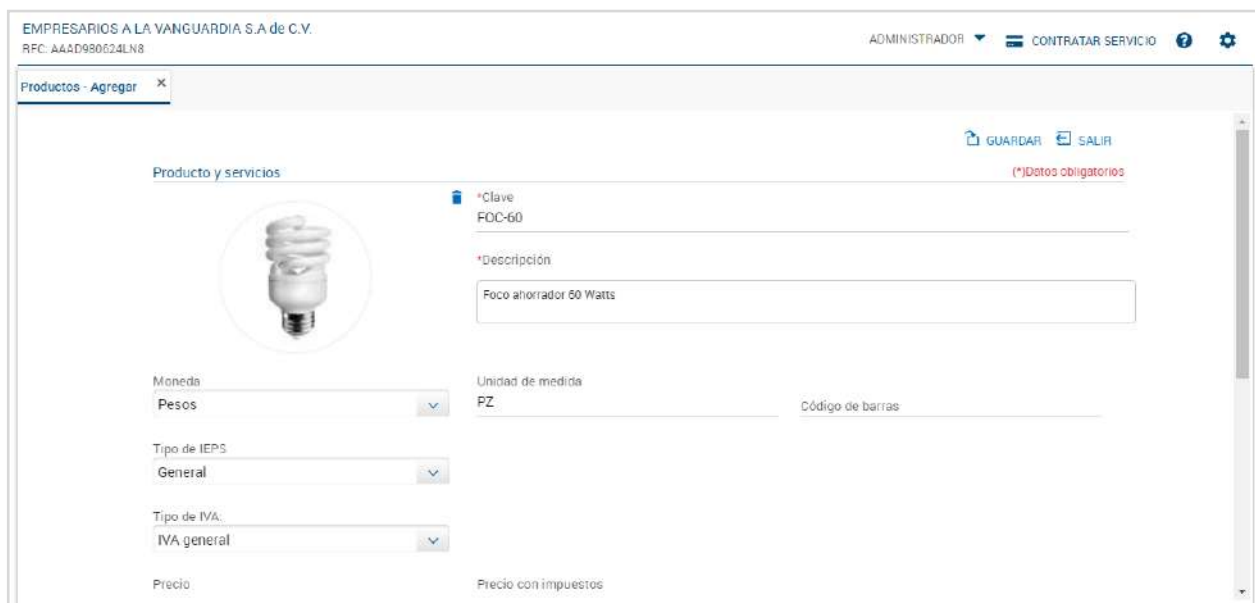 EMPRESARIOS A LA VANGUARDIA S.A de C.V.
RFC: AAAD980624LN8
ADMINISTRADOR
CONTRATAR SERVICIO
Productos - Agregar
GUARDAR
SALIR
Producto y servicios
(*)Datos obligatorios
*Clave
FOC-60
*Descripción
Foco ahorrador 60 Watts
Moneda
Pesos
Unidad de medida
PZ
Código de barras
Tipo de IEPS
General
Tipo de IVA:
IVA general
Precio
Precio con impuestos